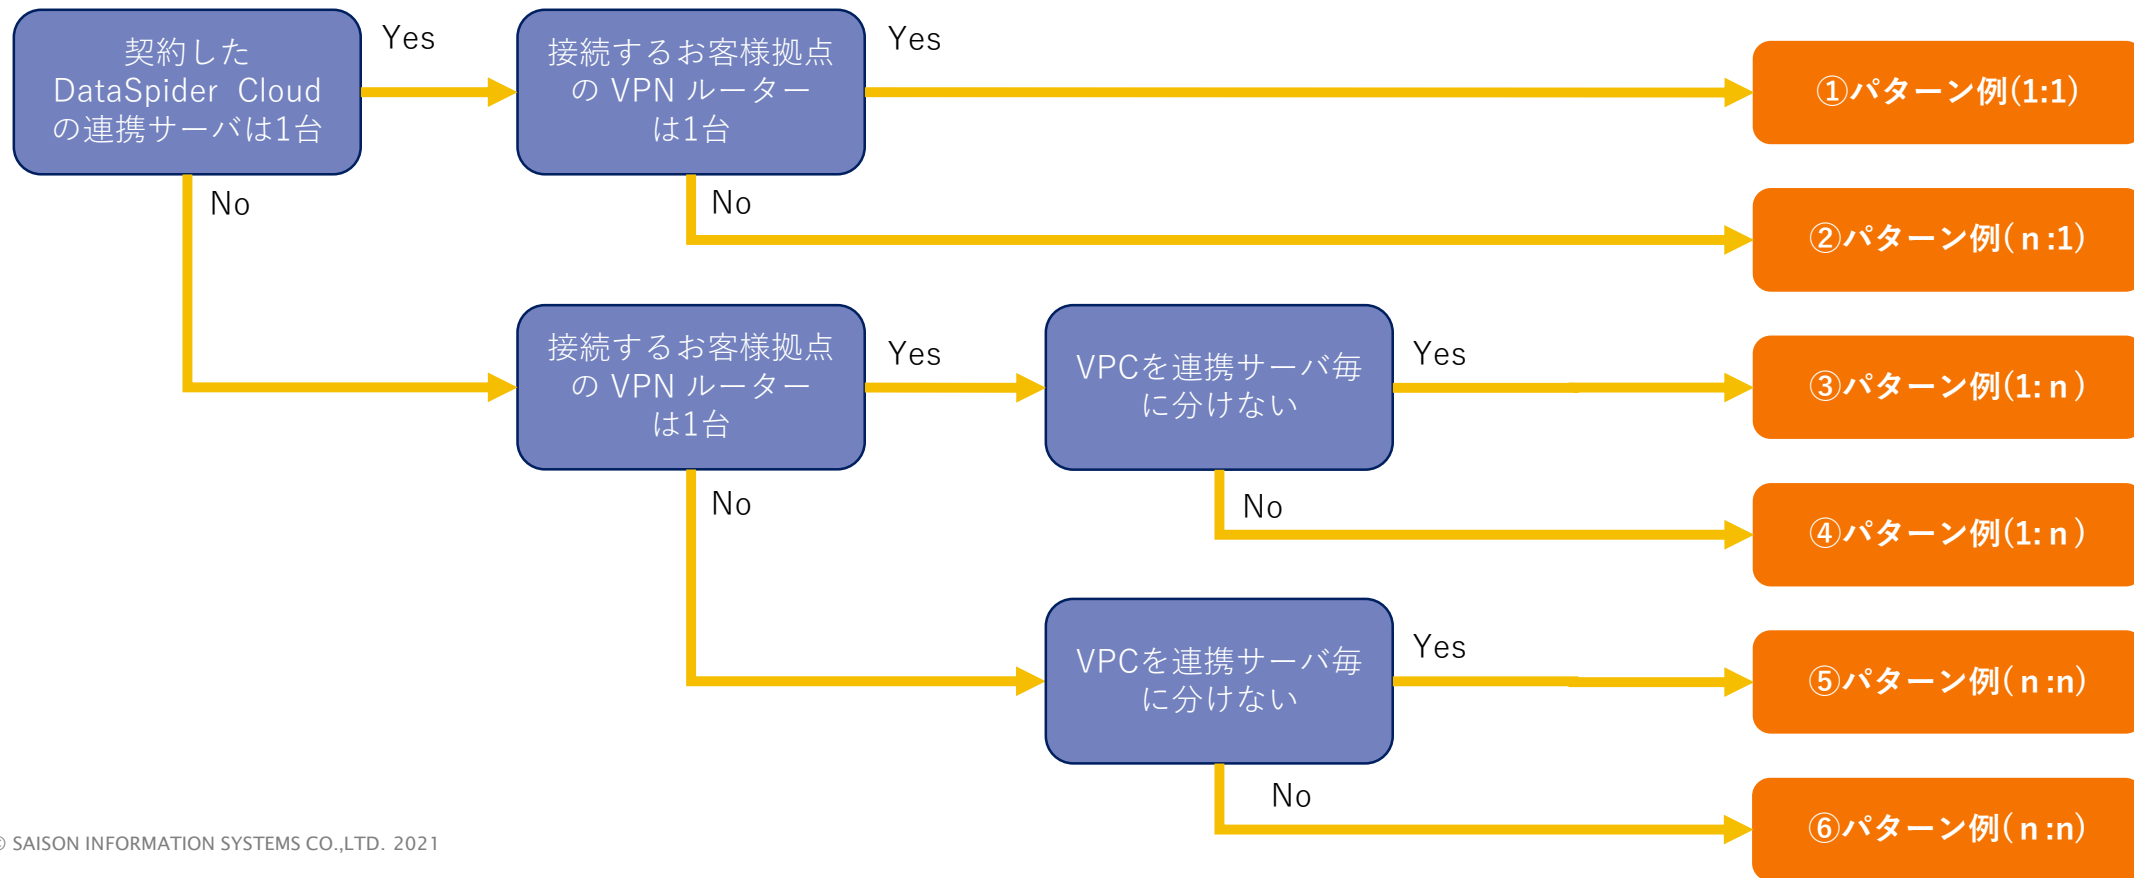 契約した
DataSpider Cloud
の連携サーバは1台
Yes
接続するお客様拠点
の VPN ルーター
は1台
Yes
①パターン例(1:1)
No
No
②パターン例( n :1)
接続するお客様拠点
の VPN ルーター
は1台
Yes
VPCを連携サーバ毎
に分けない
Yes
③パターン例(1: n )
No
No
④パターン例(1: n )
VPCを連携サーバ毎
に分けない
Yes
⑤パターン例( n :n)
No
⑥パターン例( n :n)
© SAISON INFORMATION SYSTEMS CO.,LTD. 2021